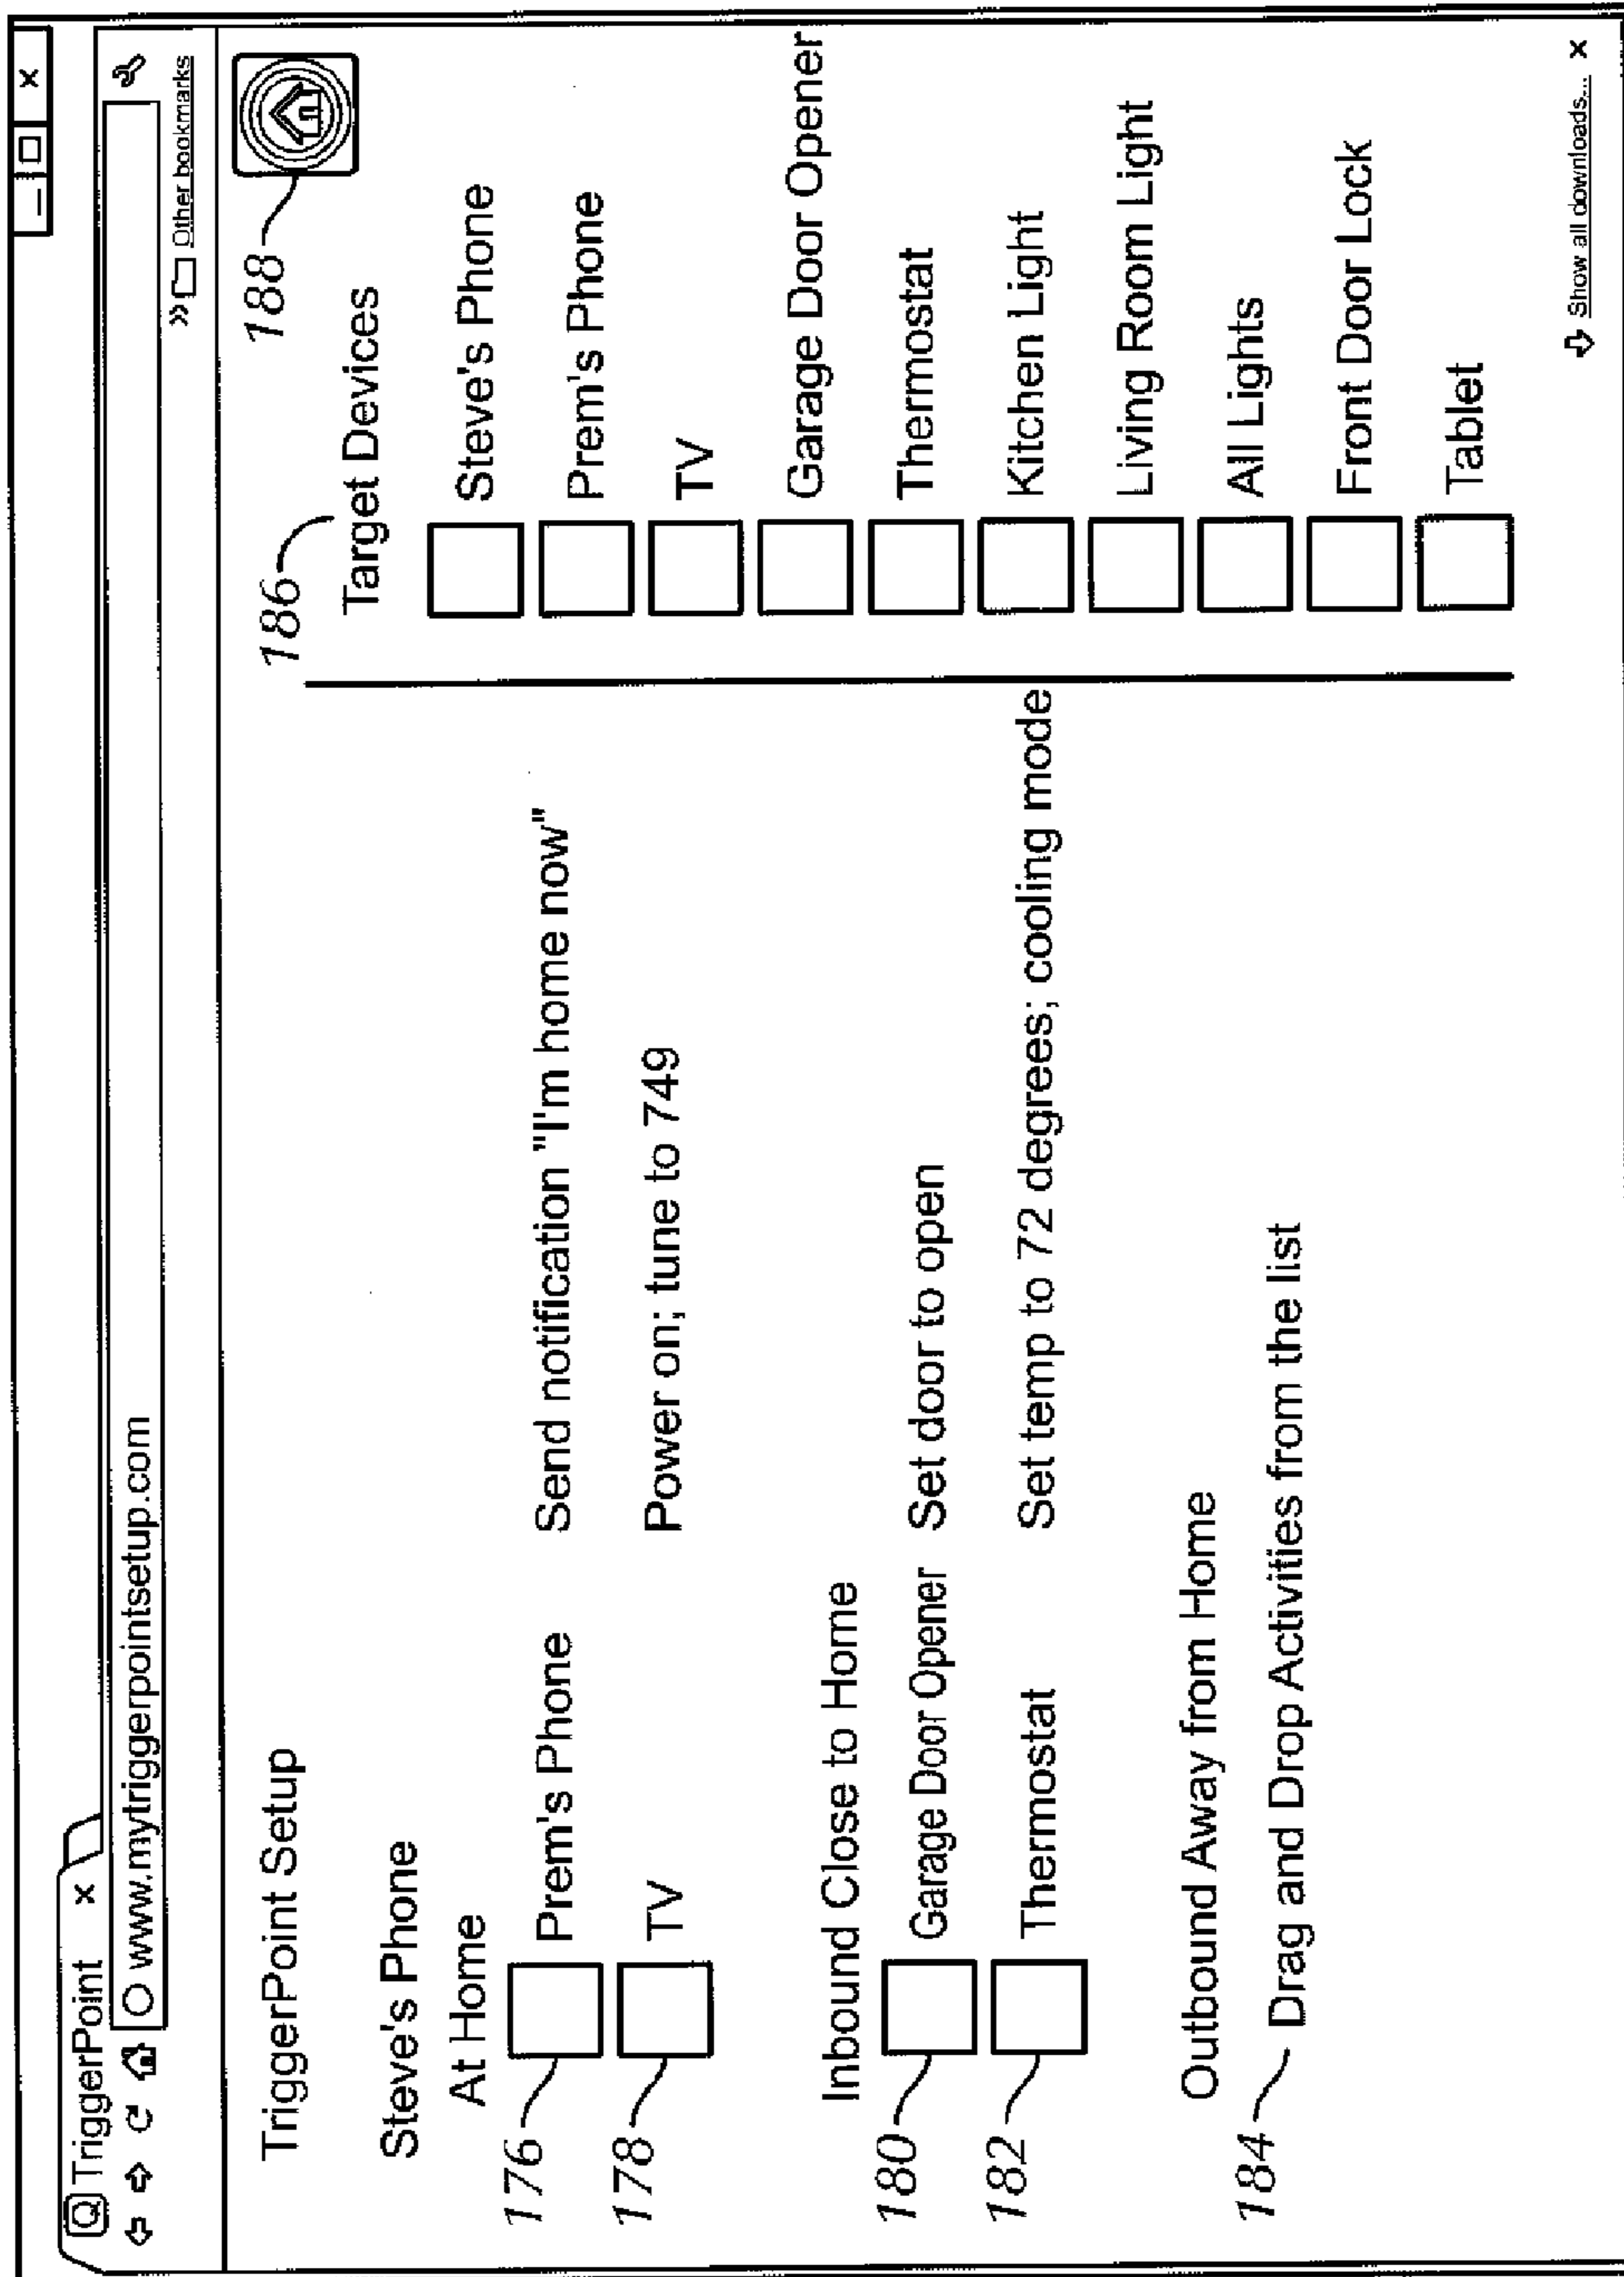 TriggerPoint x
www.mytriggerpointsetup.com
Other bookmarks
TriggerPoint Setup
188
Steve's Phone
At Home
176 Prem's Phone Send notification "I'm home now"
178 TV Power on; tune to 749
Inbound Close to Home
180 Garage Door Opener Set door to open
182 Thermostat Set temp to 72 degrees; cooling mode
Outbound Away from Home
184 Drag and Drop Activities from the list
186
Target Devices
Steve's Phone
Prem's Phone
TV
Garage Door Opener
Thermostat
Kitchen Light
Living Room Light
All Lights
Front Door Lock
Tablet
Show all downloads... x